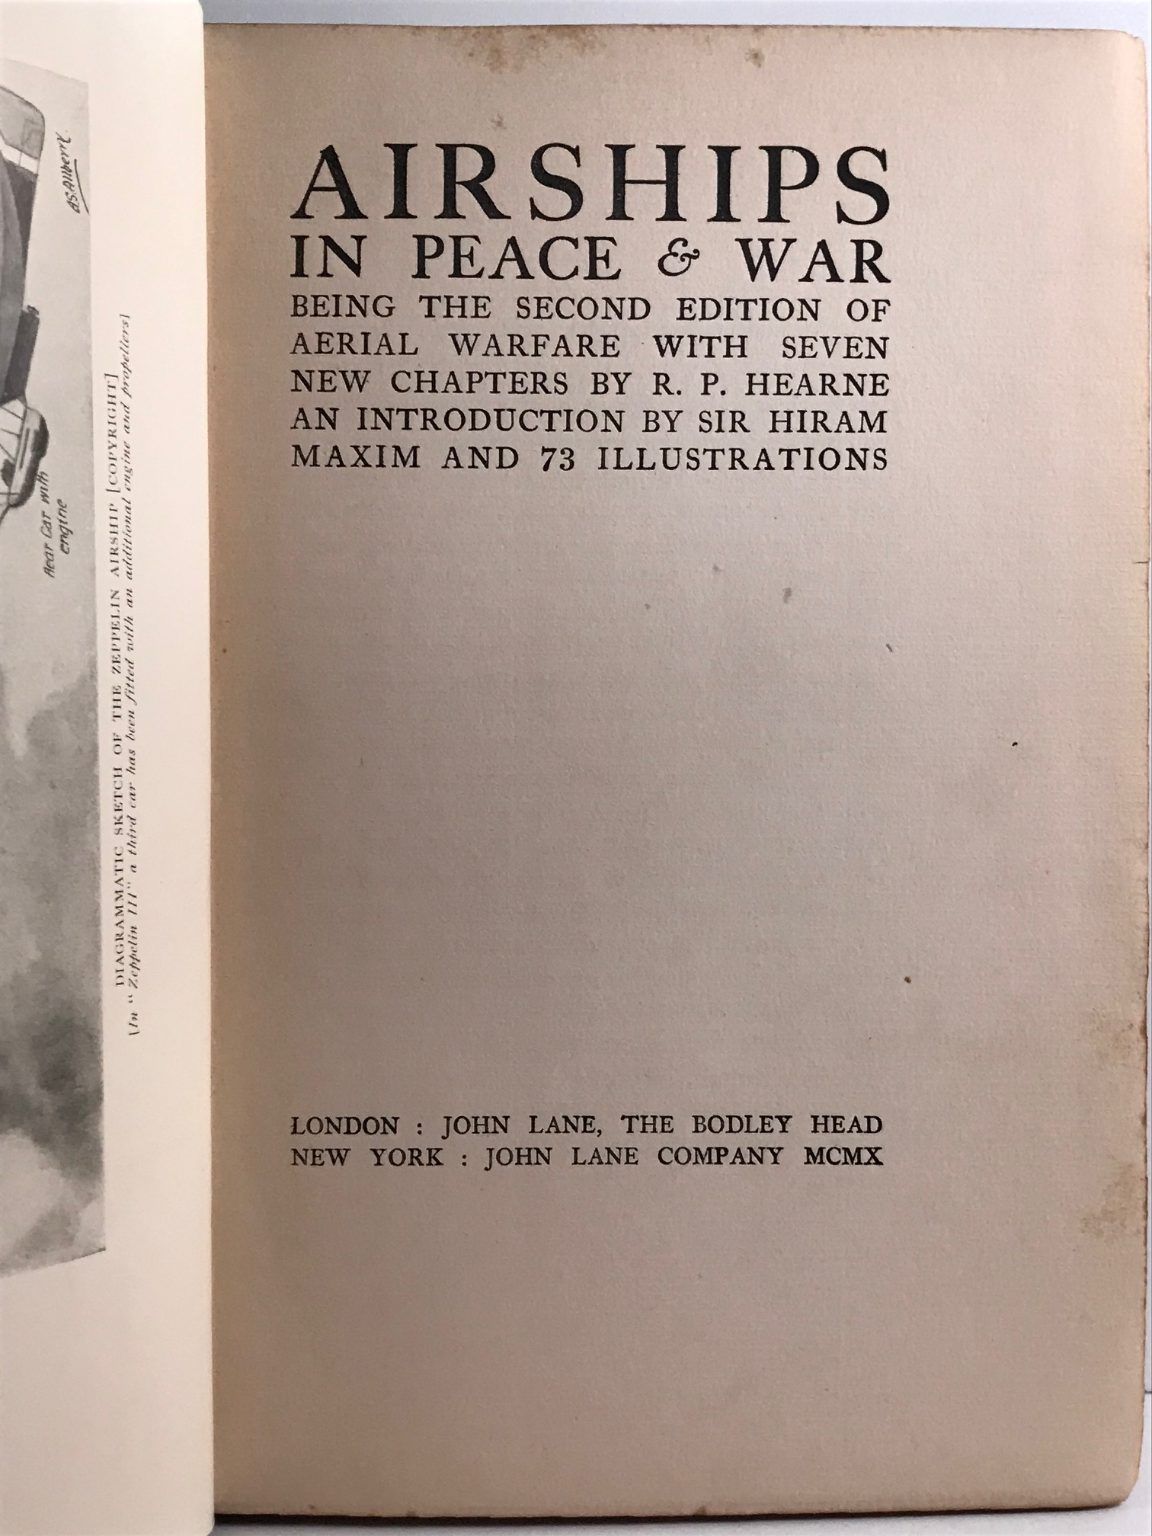 AS.Allberry.
Rear Car with
engine
DIAGRAMMATIC SKETCH OF THE ZEPPELIN AIRSHIP [COPYRIGHT]
(In "Zeppelin III" a third car has been fitted with an additional engine and propellers)
AIRSHIPS
IN PEACE & WAR
BEING THE SECOND EDITION OF
AERIAL WARFARE WITH SEVEN
NEW CHAPTERS BY R. P. HEARNE
AN INTRODUCTION BY SIR HIRAM
MAXIM AND 73 ILLUSTRATIONS
LONDON : JOHN LANE, THE BODLEY HEAD
NEW YORK : JOHN LANE COMPANY MCMX